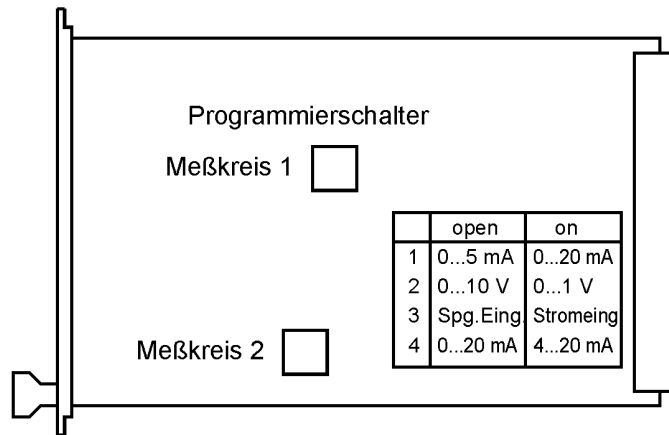 Programmierschalter
Meßkreis 1
open on
1 0...5 mA 0...20 mA
2 0...10 V 0...1 V
3 Spg.Eing. Stromeing
4 0...20 mA 4...20 mA
Meßkreis 2